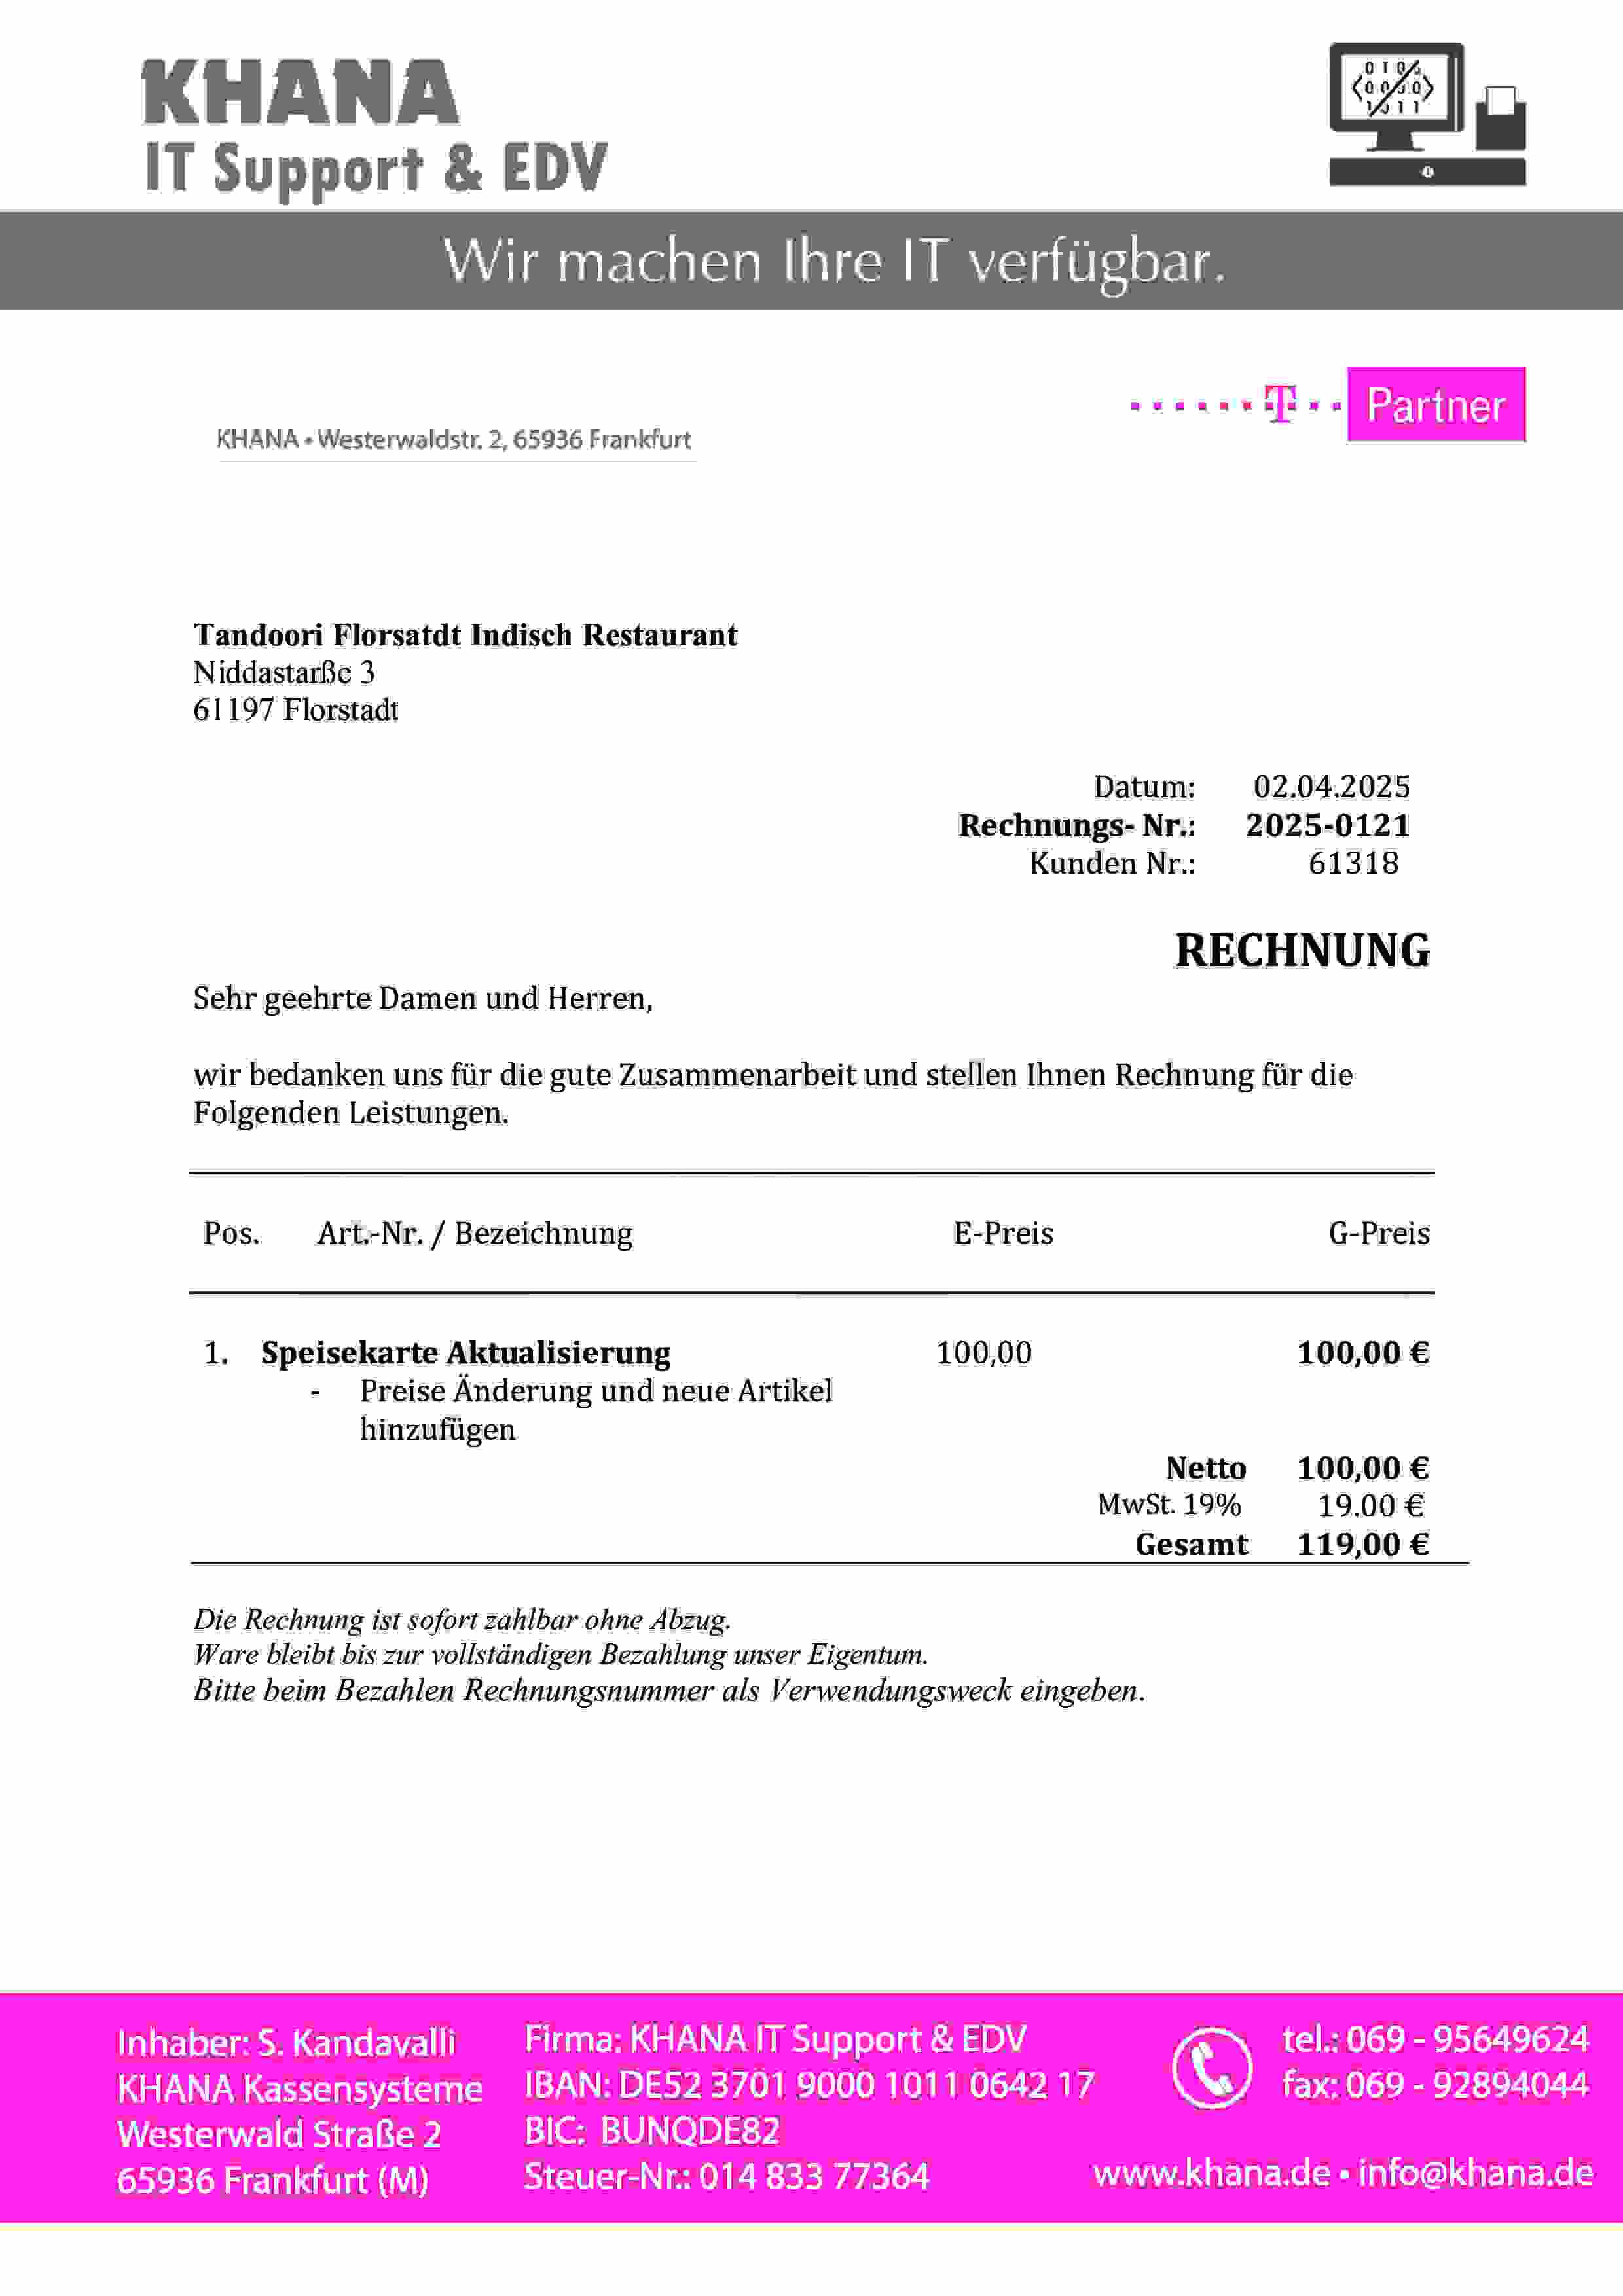 KHANA
IT Support & EDV
0 1 0
1 0 1 1
Wir machen Ihre IT verfügbar.
T Partner
KHANA • Westerwaldstr. 2, 65936 Frankfurt
Tandoori Florsatdt Indisch Restaurant
Niddastarße 3
61197 Florstadt
Datum: 02.04.2025
Rechnungs- Nr.: 2025-0121
Kunden Nr.: 61318
RECHNUNG
Sehr geehrte Damen und Herren,
wir bedanken uns für die gute Zusammenarbeit und stellen Ihnen Rechnung für die
Folgenden Leistungen.
Pos. Art.-Nr. / Bezeichnung E-Preis G-Preis
1. Speisekarte Aktualisierung 100,00 100,00 €
- Preise Änderung und neue Artikel
hinzufügen
Netto 100,00 €
MwSt. 19% 19.00 €
Gesamt 119,00 €
Die Rechnung ist sofort zahlbar ohne Abzug.
Ware bleibt bis zur vollständigen Bezahlung unser Eigentum.
Bitte beim Bezahlen Rechnungsnummer als Verwendungsweck eingeben.
Inhaber: S. Kandavalli
KHANA Kassensysteme
Westerwald Straße 2
65936 Frankfurt (M)
Firma: KHANA IT Support & EDV
IBAN: DE52 3701 9000 1011 0642 17
BIC: BUNQDE82
Steuer-Nr.: 014 833 77364
tel.: 069 - 95649624
fax: 069 - 92894044
www.khana.de • info@khana.de